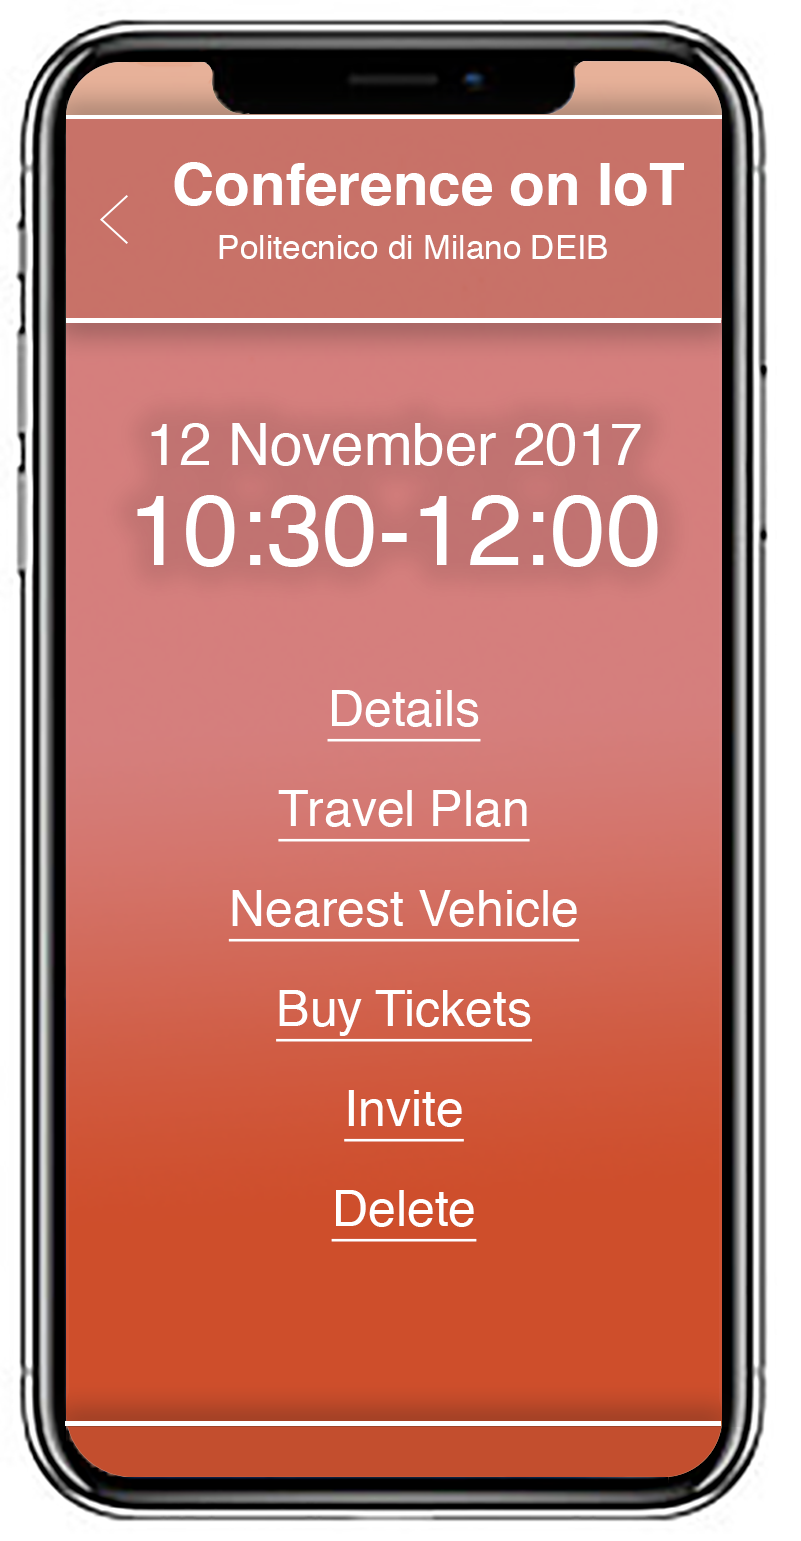 Conference on IoT
Politecnico di Milano DEIB
12 November 2017
10:30-12:00
Details
Travel Plan
Nearest Vehicle
Buy Tickets
Invite
Delete